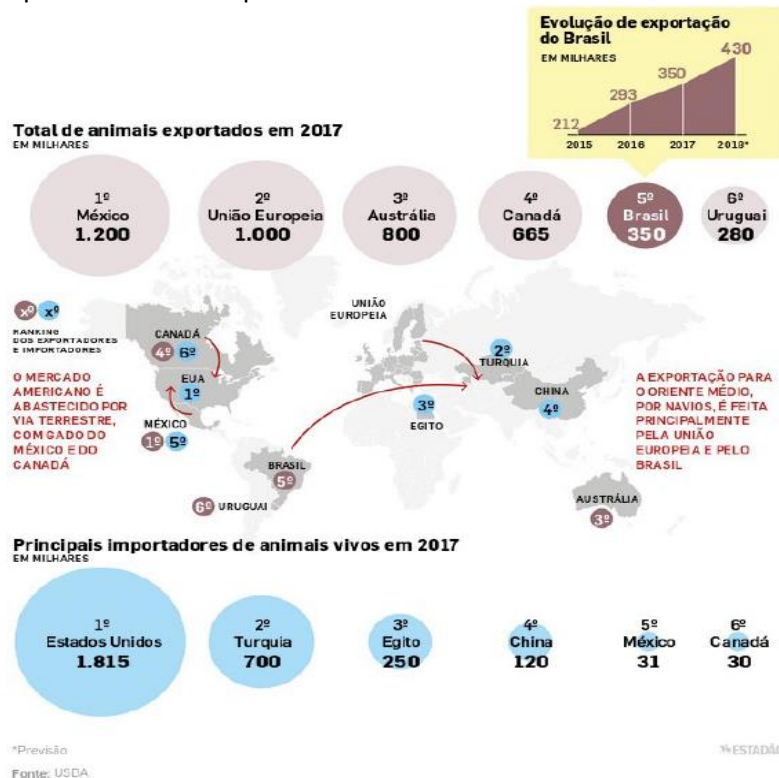 Evolução de exportação
do Brasil
EM MILHARES
430
350
293
212
2015 2016 2017 2018*
Total de animais exportados em 2017
EM MILHARES
1º
México
1.200
2º
União Europeia
1.000
3º
Austrália
800
4º
Canadá
665
5º
Brasil
350
6º
Uruguai
280
xº xº
RANKING
DOS EXPORTADORES
E IMPORTADORES
O MERCADO
AMERICANO É
ABASTECIDO POR
VIA TERRESTRE,
COM GADO DO
MÉXICO E DO
CANADÁ
CANADÁ
4º 6º
EUA
1º
MÉXICO
1º 5º
BRASIL
5º
6º URUGUAI
UNIÃO
EUROPEIA
2º
TURQUIA
3º
EGITO
CHINA
4º
AUSTRÁLIA
3º
A EXPORTAÇÃO PARA
O ORIENTE MÉDIO,
POR NAVIOS, É FEITA
PRINCIPALMENTE
PELA UNIÃO
EUROPEIA E PELO
BRASIL
Principais importadores de animais vivos em 2017
EM MILHARES
1º
Estados Unidos
1.815
2º
Turquia
700
3º
Egito
250
4º
China
120
5º
México
31
6º
Canadá
30
*Previsão
Fonte: USDA